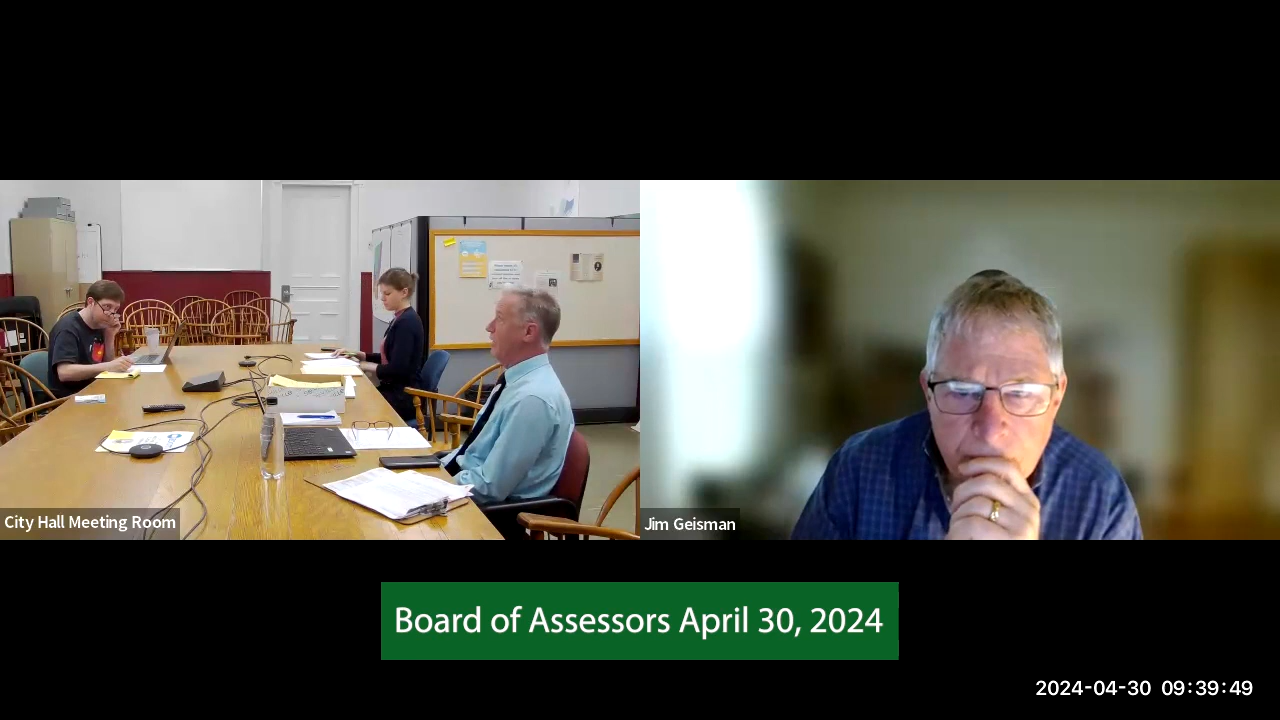 City Hall Meeting Room
Jim Geisman
Board of Assessors April 30, 2024
2024-04-30 09:39:49